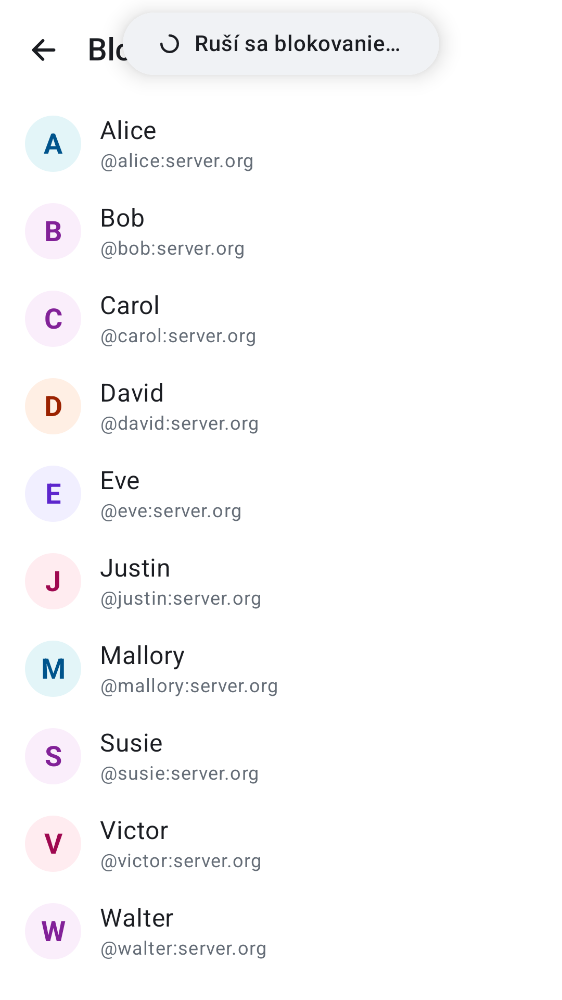 Ruší sa blokovanie…
A
Alice
@alice:server.org
B
Bob
@bob:server.org
C
Carol
@carol:server.org
D
David
@david:server.org
E
Eve
@eve:server.org
J
Justin
@justin:server.org
M
Mallory
@mallory:server.org
S
Susie
@susie:server.org
V
Victor
@victor:server.org
W
Walter
@walter:server.org